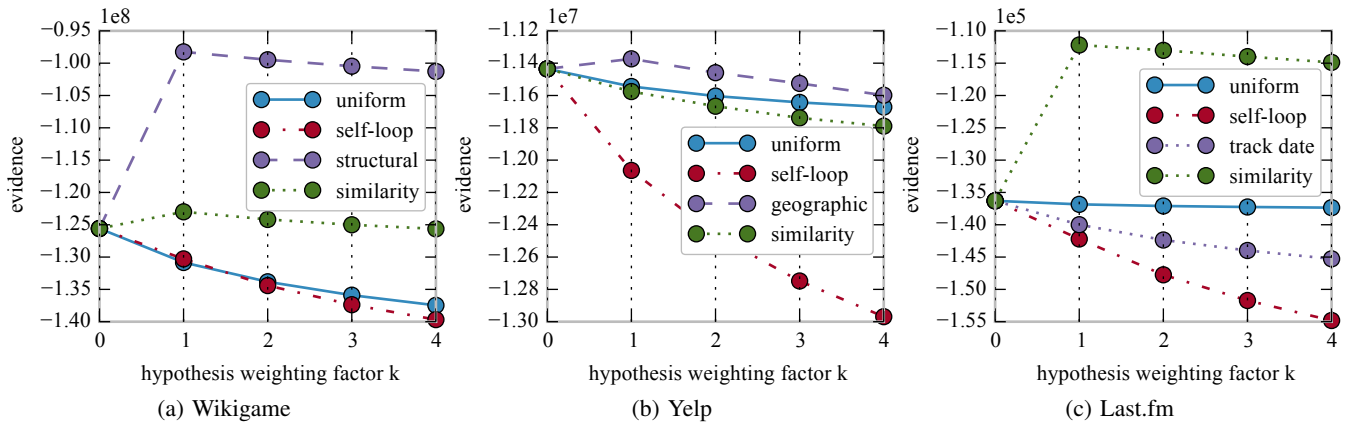 1e8
−0.95
−1.00
−1.05
−1.10
−1.15
−1.20
−1.25
−1.30
−1.35
−1.40
evidence
uniform
self-loop
structural
similarity
0 1 2 3 4
hypothesis weighting factor k
(a) Wikigame
1e7
−1.12
−1.14
−1.16
−1.18
−1.20
−1.22
−1.24
−1.26
−1.28
−1.30
evidence
uniform
self-loop
geographic
similarity
0 1 2 3 4
hypothesis weighting factor k
(b) Yelp
1e5
−1.10
−1.15
−1.20
−1.25
−1.30
−1.35
−1.40
−1.45
−1.50
−1.55
evidence
uniform
self-loop
track date
similarity
0 1 2 3 4
hypothesis weighting factor k
(c) Last.fm